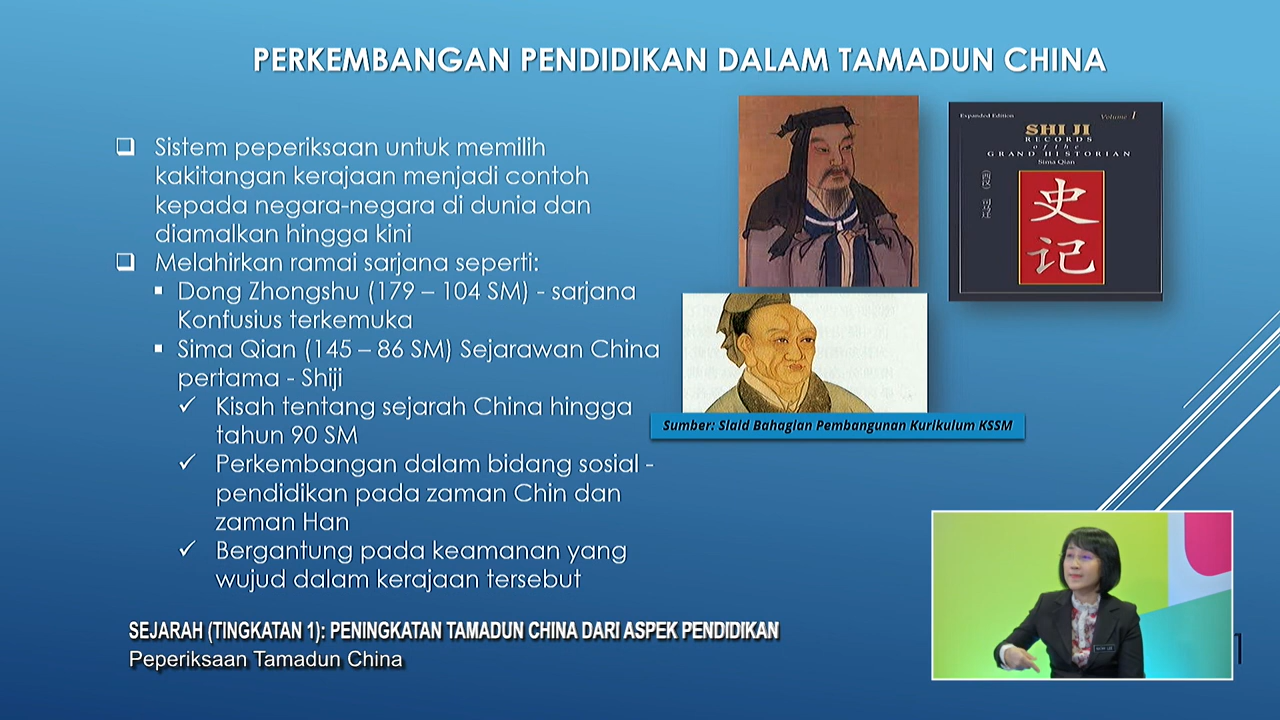 PERKEMBANGAN PENDIDIKAN DALAM TAMADUN CHINA
Sistem peperiksaan untuk memilih
kakitangan kerajaan menjadi contoh
kepada negara-negara di dunia dan
diamalkan hingga kini
Melahirkan ramai sarjana seperti:
Dong Zhongshu (179 – 104 SM) - sarjana
Konfusius terkemuka
Sima Qian (145 – 86 SM) Sejarawan China
pertama - Shiji
Kisah tentang sejarah China hingga
tahun 90 SM
Perkembangan dalam bidang sosial -
pendidikan pada zaman Chin dan
zaman Han
Bergantung pada keamanan yang
wujud dalam kerajaan tersebut
Expanded Edition
Volume I
SHI JI
RECORDS
of the
GRAND HISTORIAN
Sima Qian
史
记
Sumber: Slaid Bahagian Pembangunan Kurikulum KSSM
SEJARAH (TINGKATAN 1): PENINGKATAN TAMADUN CHINA DARI ASPEK PENDIDIKAN
Peperiksaan Tamadun China
1